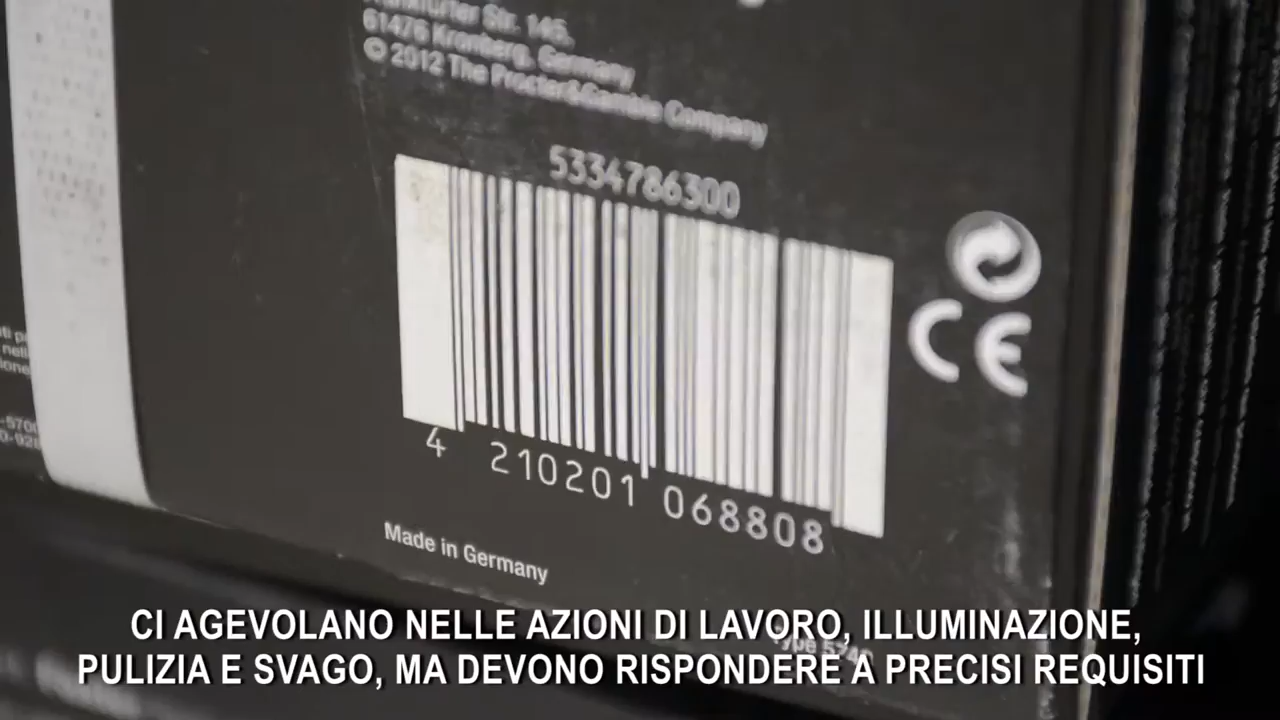 Frankfurter Str. 145,
61476 Kronberg, Germany
© 2012 The Procter&Gamble Company
5334786300
CE
4 210201 068808
Made in Germany
CI AGEVOLANO NELLE AZIONI DI LAVORO, ILLUMINAZIONE,
PULIZIA E SVAGO, MA DEVONO RISPONDERE A PRECISI REQUISITI